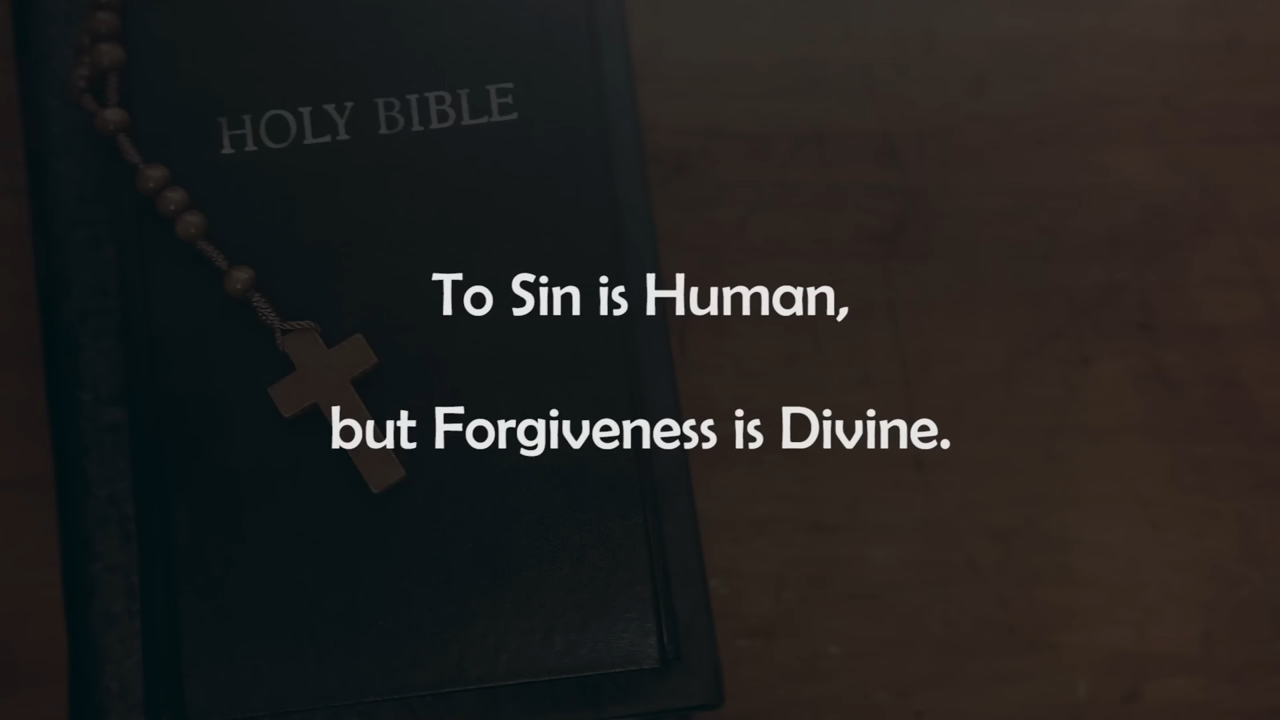 HOLY BIBLE
To Sin is Human,
but Forgiveness is Divine.